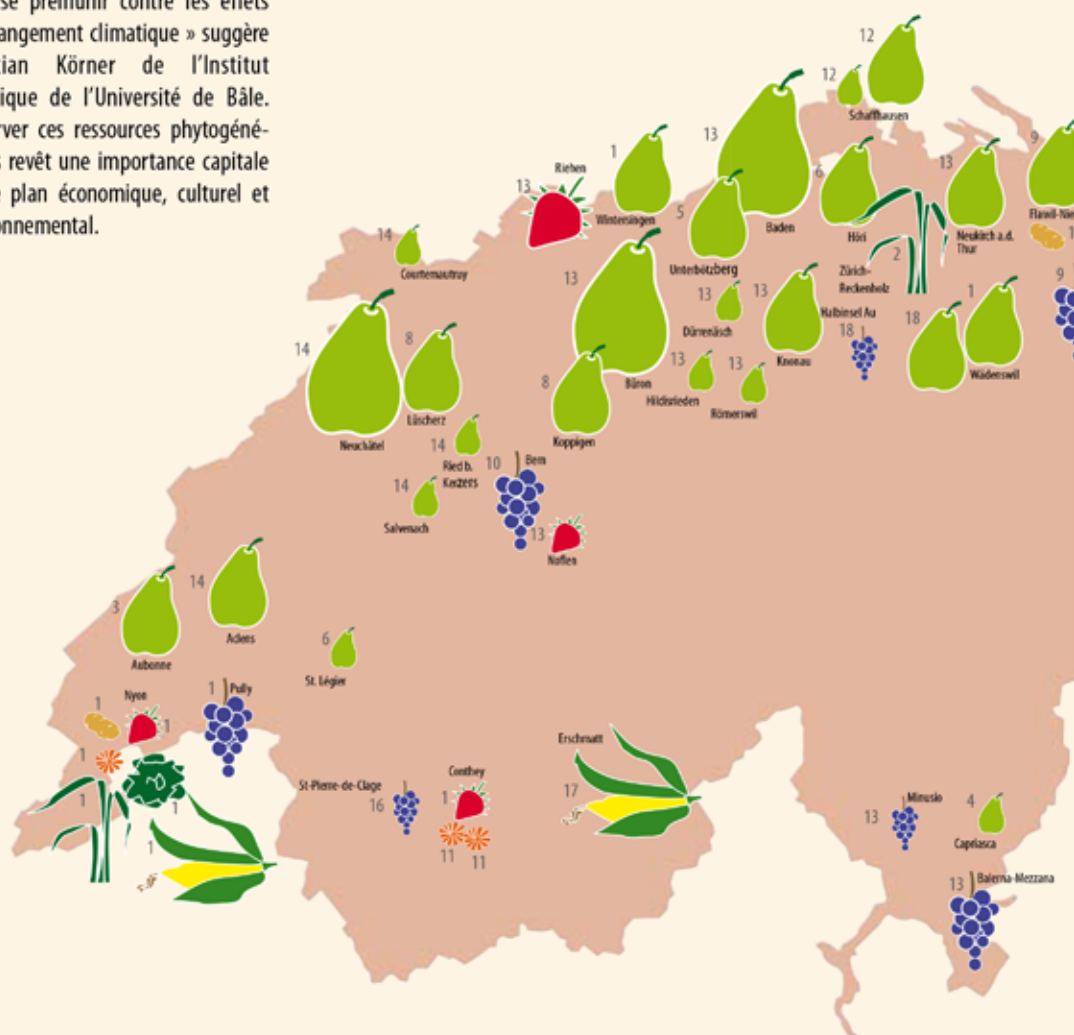 se prémunir contre les effets
angement climatique » suggère
tian Körner de l'Institut
ique de l'Université de Bâle.
rver ces ressources phytogéné-
s revêt une importance capitale
e plan économique, culturel et
onnemental.
12
12
Schaffhausen
13
1
Wintersingen
Riehen
13
5
Unterbötzberg
Baden
6
Höri
13
Neukirch a.d.
Thur
9
Flawil-Nie
1
2
Zürich-
Reckenholz
14
Courtemautruy
13
Büron
13
Dürrenäsch
13
Knonau
Halbinsel Au
18
18
1
Wädenswil
9
14
Neuchâtel
8
Lüscherz
8
Koppigen
13
Hildisrieden
13
Römerswil
14
Ried b.
Kerzers
14
Salvenach
10
Bern
13
Noflen
3
Aubonne
14
Aclens
6
St. Légier
1
Nyon
1
1
1
1
1
1
Pully
St-Pierre-de-Clage
16
Conthey
1
11
11
Erschmatt
17
13
Minusio
4
Capriasca
13
Balerna-Mezzana